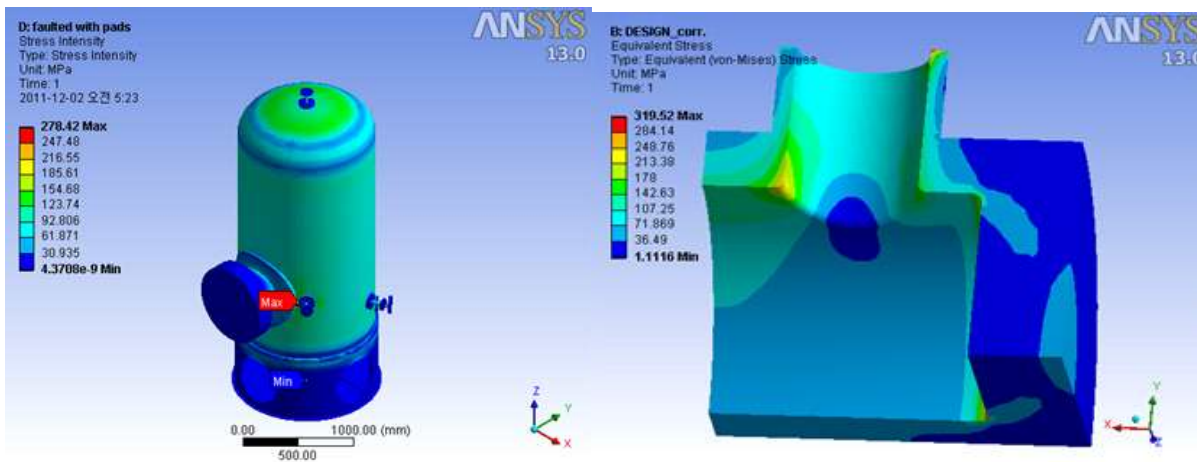 D: faulted with pads
Stress Intensity
Type: Stress Intensity
Unit: MPa
Time: 1
2011-12-02 오전 5:23
278.42 Max
247.48
216.55
185.61
154.68
123.74
92.806
61.871
30.935
4.3708e-9 Min
ANSYS
13.0
Max
Min
0.00
1000.00 (mm)
500.00
Z
Y
X
B: DESIGN_corr.
Equivalent Stress
Type: Equivalent (von-Mises) Stress
Unit: MPa
Time: 1
319.52 Max
284.14
248.76
213.38
178
142.63
107.25
71.869
36.49
1.1116 Min
ANSYS
13.0
Y
X
Z